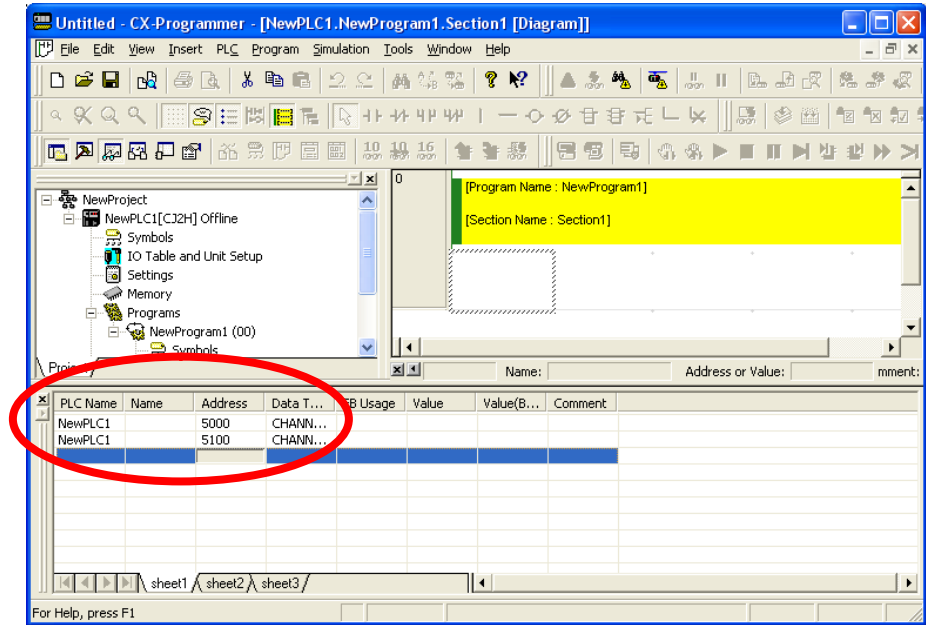 Untitled - CX-Programmer - [NewPLC1.NewProgram1.Section1 [Diagram]]
File Edit View Insert PLC Program Simulation Tools Window Help
10 10 16
NewProject
NewPLC1[CJ2H] Offline
Symbols
IO Table and Unit Setup
Settings
Memory
Programs
NewProgram1 (00)
Symbols
0
[Program Name : NewProgram1]
[Section Name : Section1]
Name: Address or Value: mment:
PLC Name Name Address Data T... FB Usage Value Value(B... Comment
NewPLC1 5000 CHANN...
NewPLC1 5100 CHANN...
sheet1 sheet2 sheet3
For Help, press F1